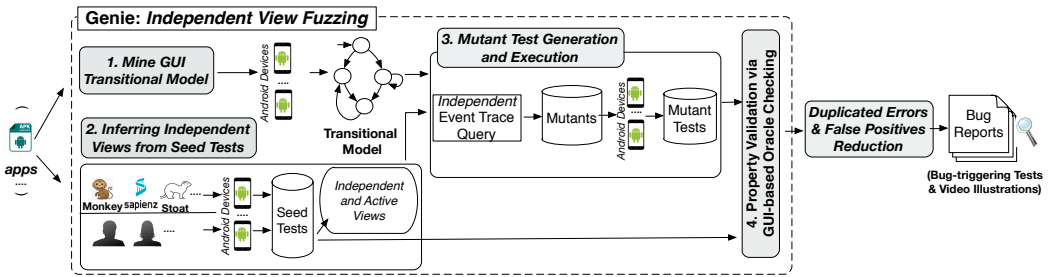 Genie: Independent View Fuzzing
1. Mine GUI
Transitional Model
Android Devices
....
Transitional
Model
3. Mutant Test Generation
and Execution
Independent
Event Trace
Query
Mutants
Android Devices
....
Mutant
Tests
APK
apps
....
2. Inferring Independent
Views from Seed Tests
Monkey
sapienz
Stoat
....
....
Android Devices
....
Seed
Tests
Independent
and Active
Views
4. Property Validation via
GUI-based Oracle Checking
Duplicated Errors
& False Positives
Reduction
Bug
Reports
(Bug-triggering Tests
& Video Illustrations)